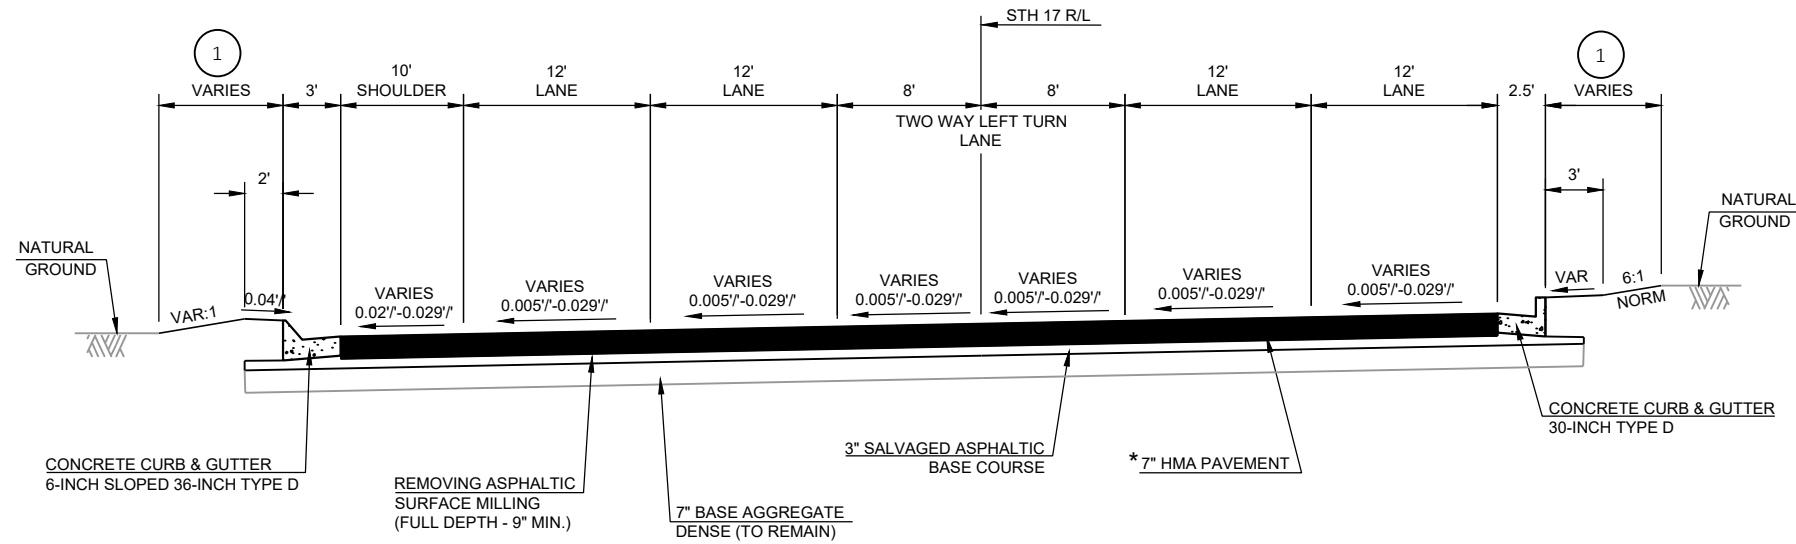 STH 17 R/L
1
1
VARIES
3'
10'
SHOULDER
12'
LANE
12'
LANE
8'
8'
12'
LANE
12'
LANE
2.5'
VARIES
TWO WAY LEFT TURN
LANE
2'
3'
NATURAL
GROUND
NATURAL
GROUND
VAR:1
0.04'/'
VARIES
0.02'/'-0.029'/'
VARIES
0.005'/'-0.029'/'
VARIES
0.005'/'-0.029'/'
VARIES
0.005'/'-0.029'/'
VARIES
0.005'/'-0.029'/'
VARIES
0.005'/'-0.029'/'
VARIES
0.005'/'-0.029'/'
VAR
6:1
NORM
CONCRETE CURB & GUTTER
6-INCH SLOPED 36-INCH TYPE D
REMOVING ASPHALTIC
SURFACE MILLING
(FULL DEPTH - 9" MIN.)
7" BASE AGGREGATE
DENSE (TO REMAIN)
3" SALVAGED ASPHALTIC
BASE COURSE
* 7" HMA PAVEMENT
CONCRETE CURB & GUTTER
30-INCH TYPE D